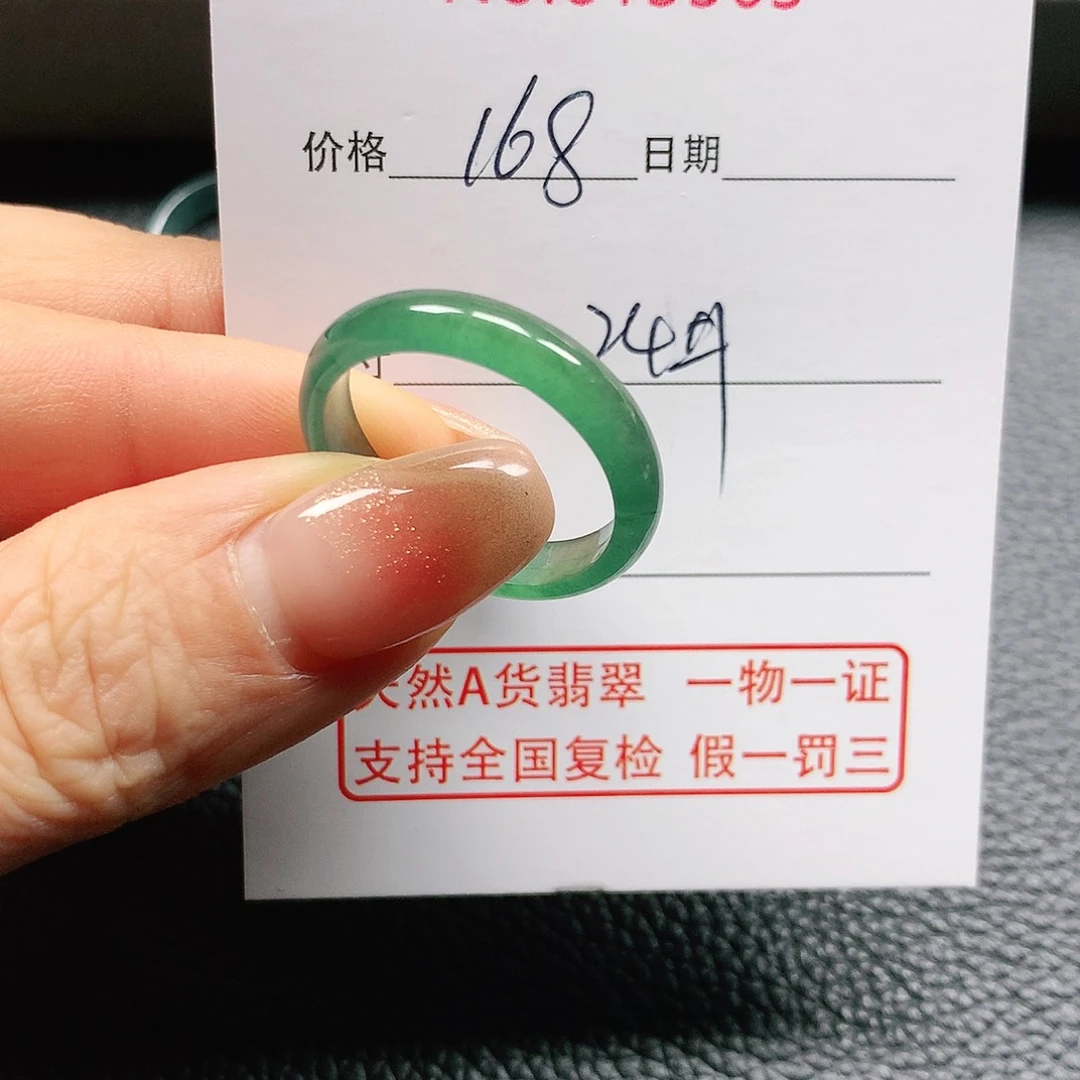 价格 168 日期
寸 24号
天然A货翡翠 一物一证
支持全国复检 假一罚三